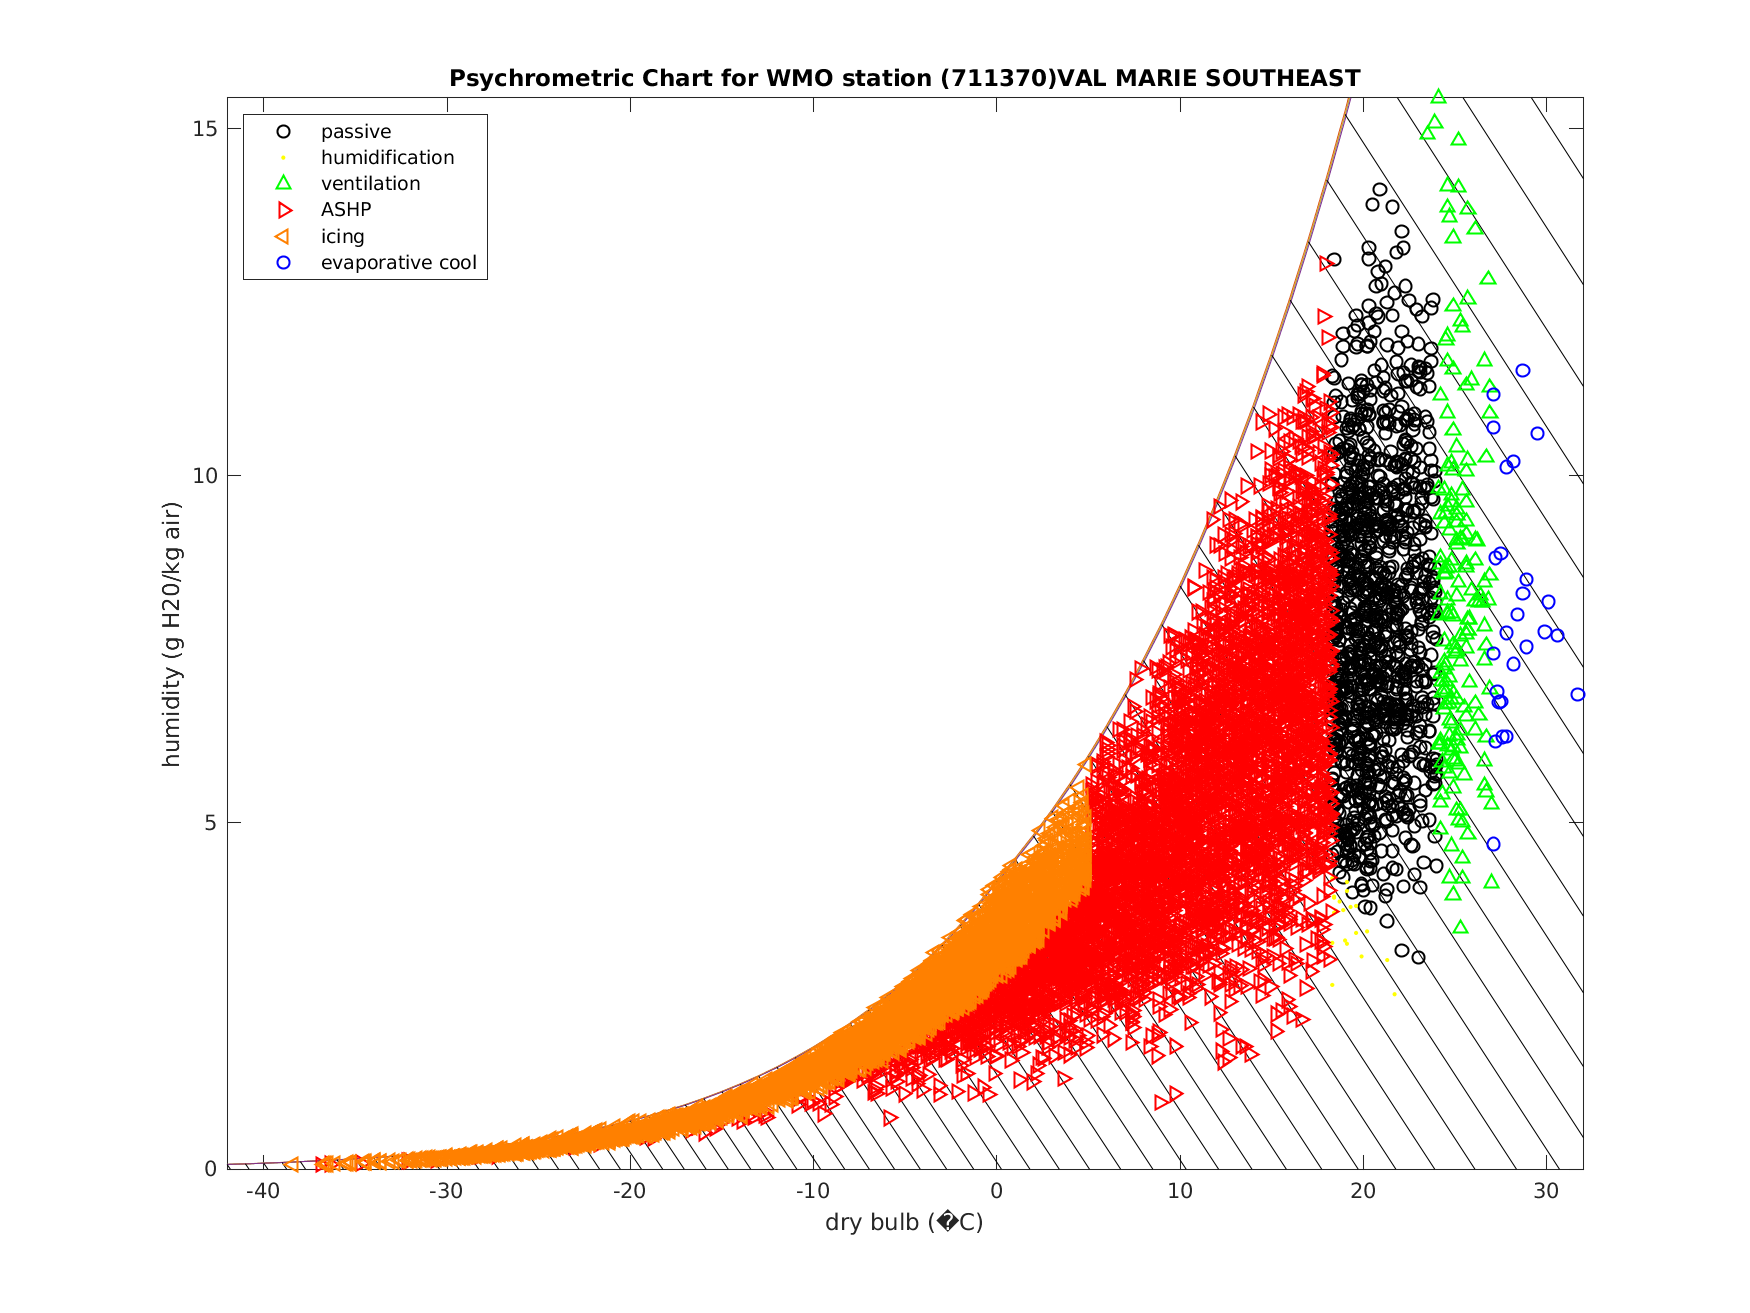 Psychrometric Chart for WMO station (711370)VAL MARIE SOUTHEAST
passive
humidification
ventilation
ASHP
icing
evaporative cool
humidity (g H20/kg air)
15
10
5
0
-40 -30 -20 -10 0 10 20 30
dry bulb (�C)